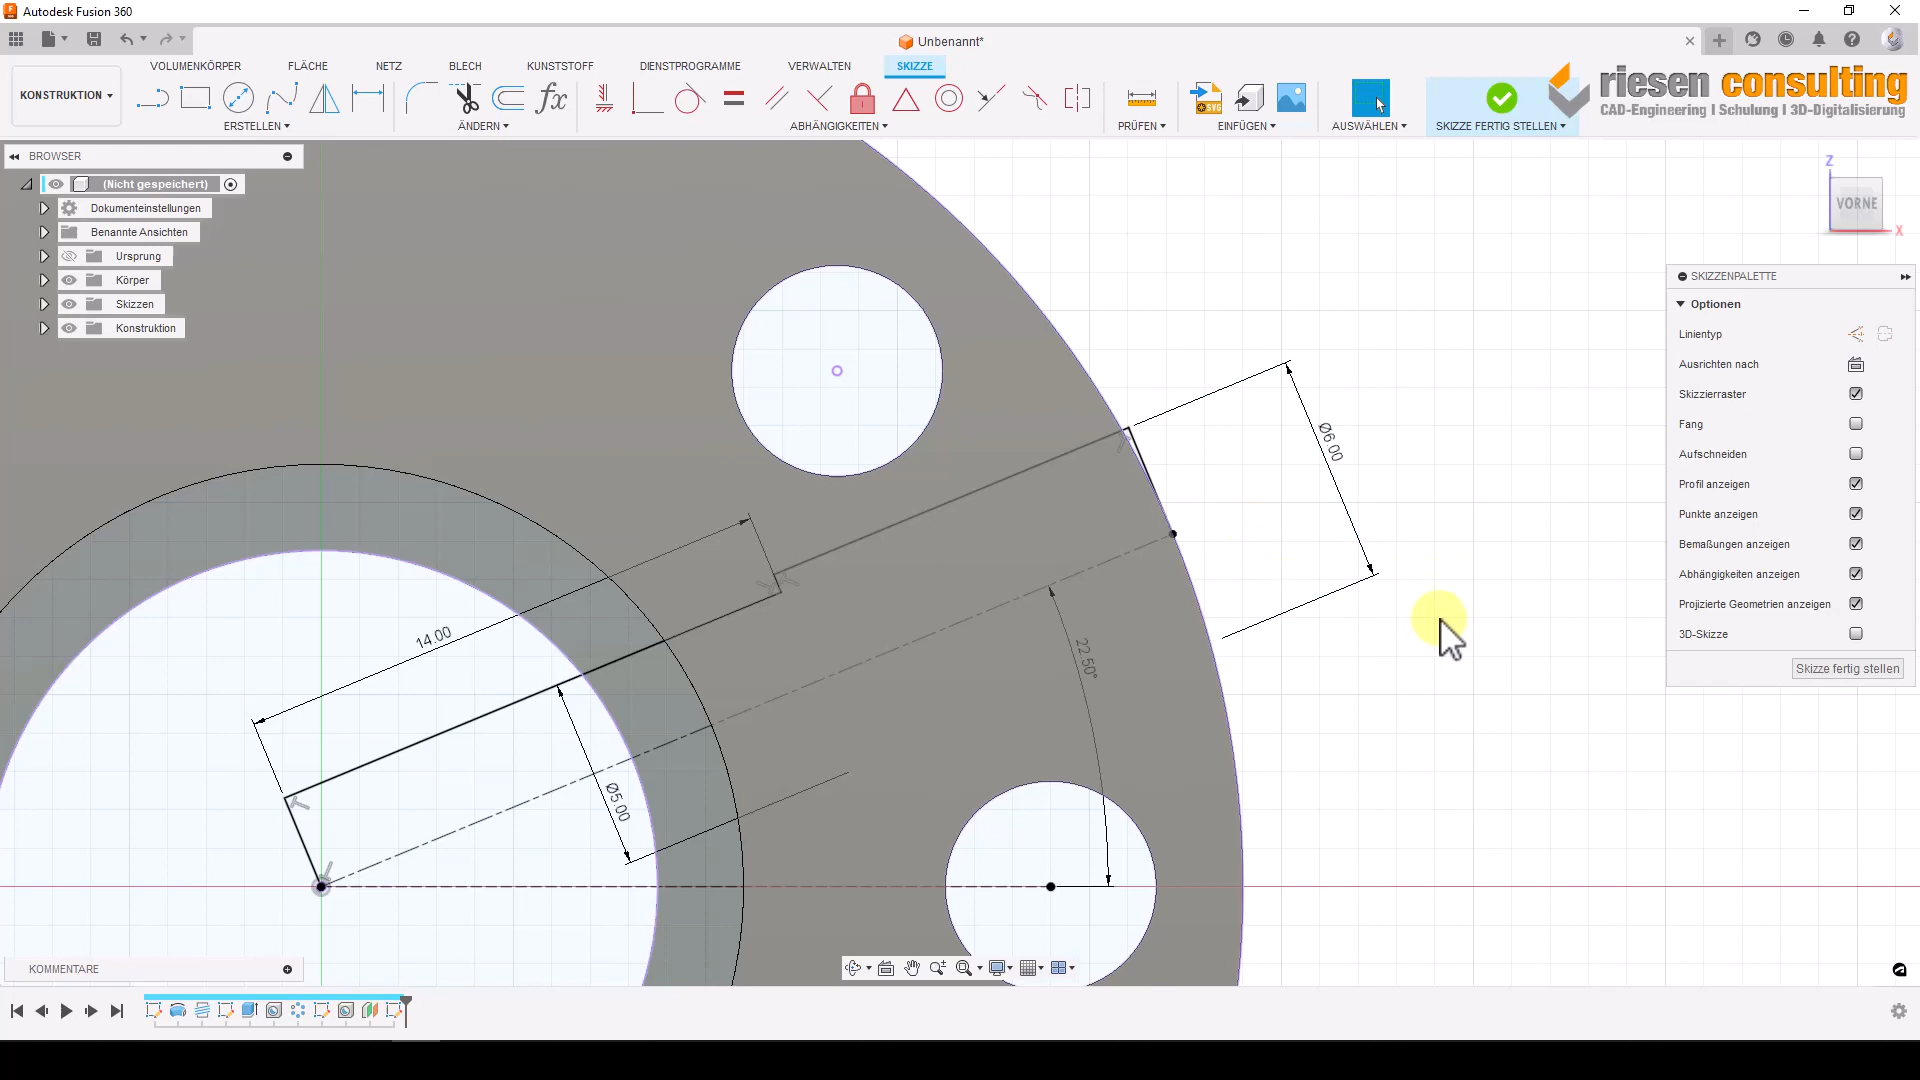 Autodesk Fusion 360
Unbenannt*
VOLUMENKÖRPER FLÄCHE NETZ BLECH KUNSTSTOFF DIENSTPROGRAMME VERWALTEN SKIZZE
KONSTRUKTION
fx
SVG
ERSTELLEN ÄNDERN ABHÄNGIGKEITEN PRÜFEN EINFÜGEN AUSWÄHLEN SKIZZE FERTIG STELLEN
riesen consulting
CAD-Engineering I Schulung I 3D-Digitalisierung
BROWSER
(Nicht gespeichert)
Dokumenteinstellungen
Benannte Ansichten
Ursprung
Körper
Skizzen
Konstruktion
Z
VORNE
X
SKIZZENPALETTE
Optionen
Linientyp
Ausrichten nach
Skizzierraster
Fang
Aufschneiden
Profil anzeigen
Punkte anzeigen
Bemaßungen anzeigen
Abhängigkeiten anzeigen
Projizierte Geometrien anzeigen
3D-Skizze
Skizze fertig stellen
Ø6.00
14.00
22.50°
Ø5.00
KOMMENTARE